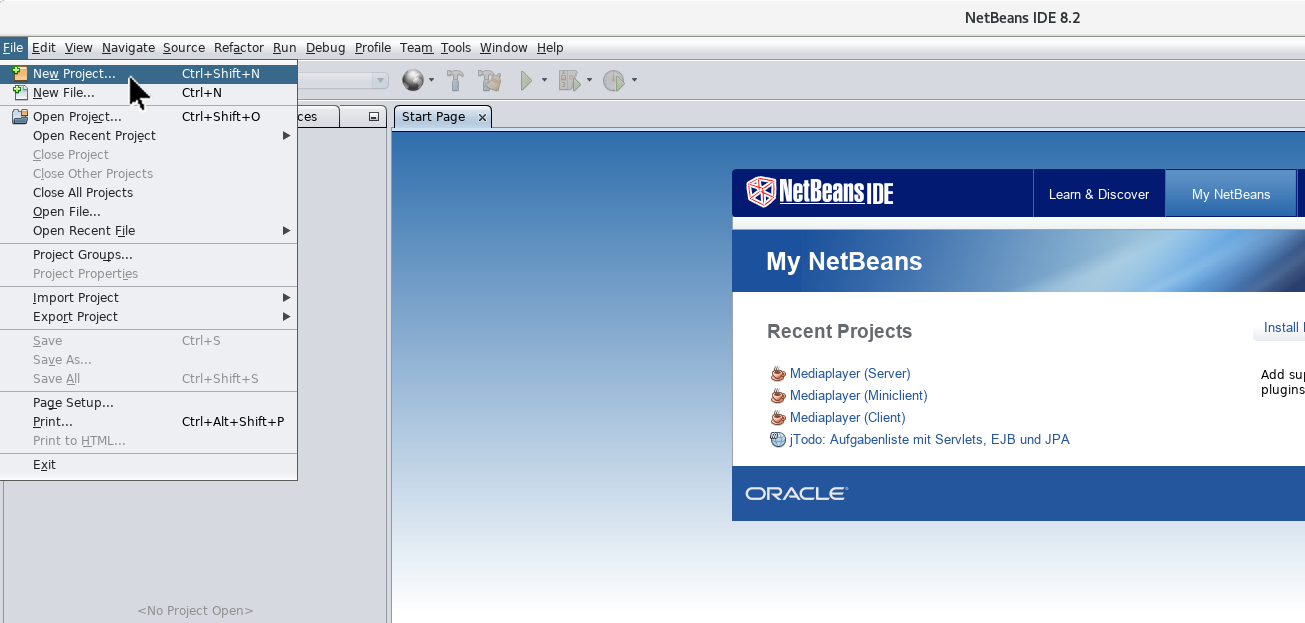 NetBeans IDE 8.2
File Edit View Navigate Source Refactor Run Debug Profile Team Tools Window Help
New Project... Ctrl+Shift+N
New File... Ctrl+N
Open Project... Ctrl+Shift+O
Open Recent Project
Close Project
Close Other Projects
Close All Projects
Open File...
Open Recent File
Project Groups...
Project Properties
Import Project
Export Project
Save Ctrl+S
Save As...
Save All Ctrl+Shift+S
Page Setup...
Print... Ctrl+Alt+Shift+P
Print to HTML...
Exit
ces
<No Project Open>
Start Page
NetBeans IDE
Learn & Discover
My NetBeans
My NetBeans
Recent Projects
Mediaplayer (Server)
Mediaplayer (Miniclient)
Mediaplayer (Client)
jTodo: Aufgabenliste mit Servlets, EJB und JPA
Install
Add sup
plugins
ORACLE